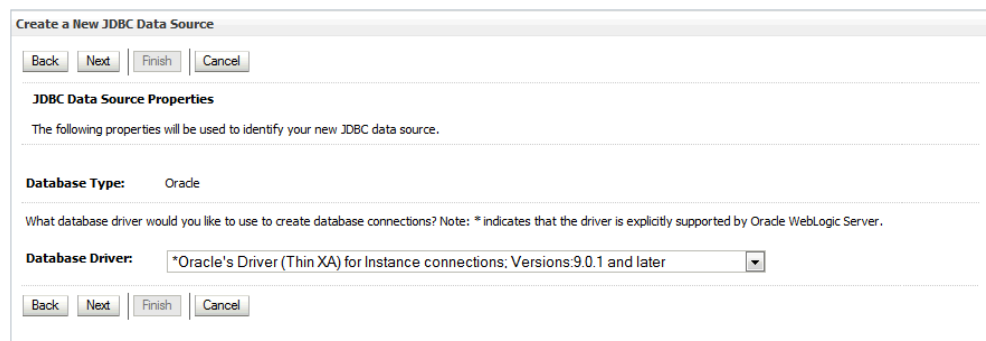 Create a New JDBC Data Source
Back Next Finish Cancel
JDBC Data Source Properties
The following properties will be used to identify your new JDBC data source.
Database Type: Oracle
What database driver would you like to use to create database connections? Note: * indicates that the driver is explicitly supported by Oracle WebLogic Server.
Database Driver: *Oracle's Driver (Thin XA) for Instance connections; Versions:9.0.1 and later
Back Next Finish Cancel